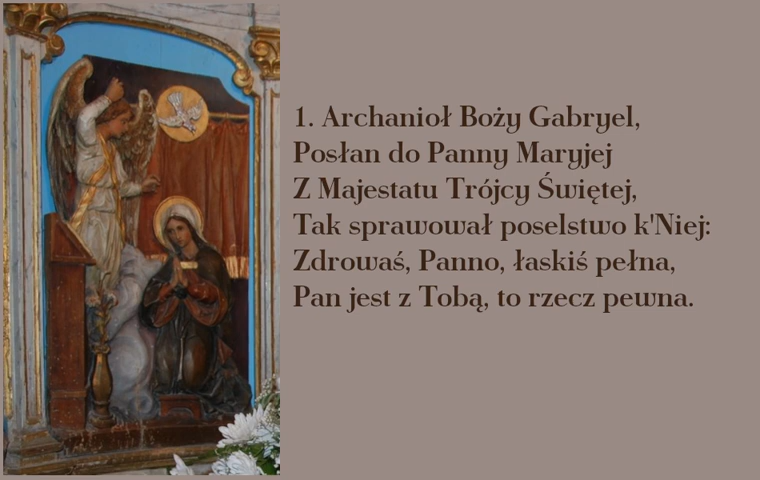 1. Archanioł Boży Gabryel,
Posłan do Panny Maryjej
Z Majestatu Trójcy Świętej,
Tak sprawował poselstwo k'Niej:
Zdrowaś, Panno, łaskiś pełna,
Pan jest z Tobą, to rzecz pewna.